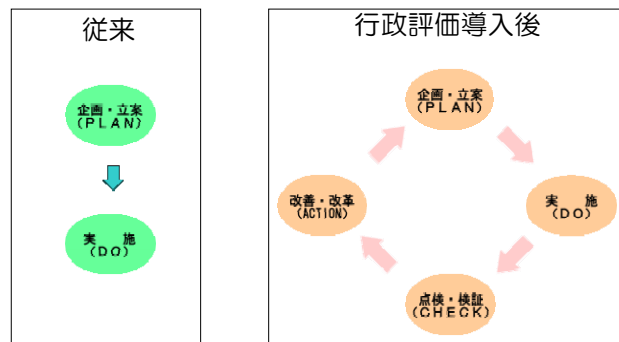 従来
企画・立案
(PLAN)
実　施
(DO)
行政評価導入後
企画・立案
(PLAN)
実　施
(DO)
点検・検証
(CHECK)
改善・改革
(ACTION)